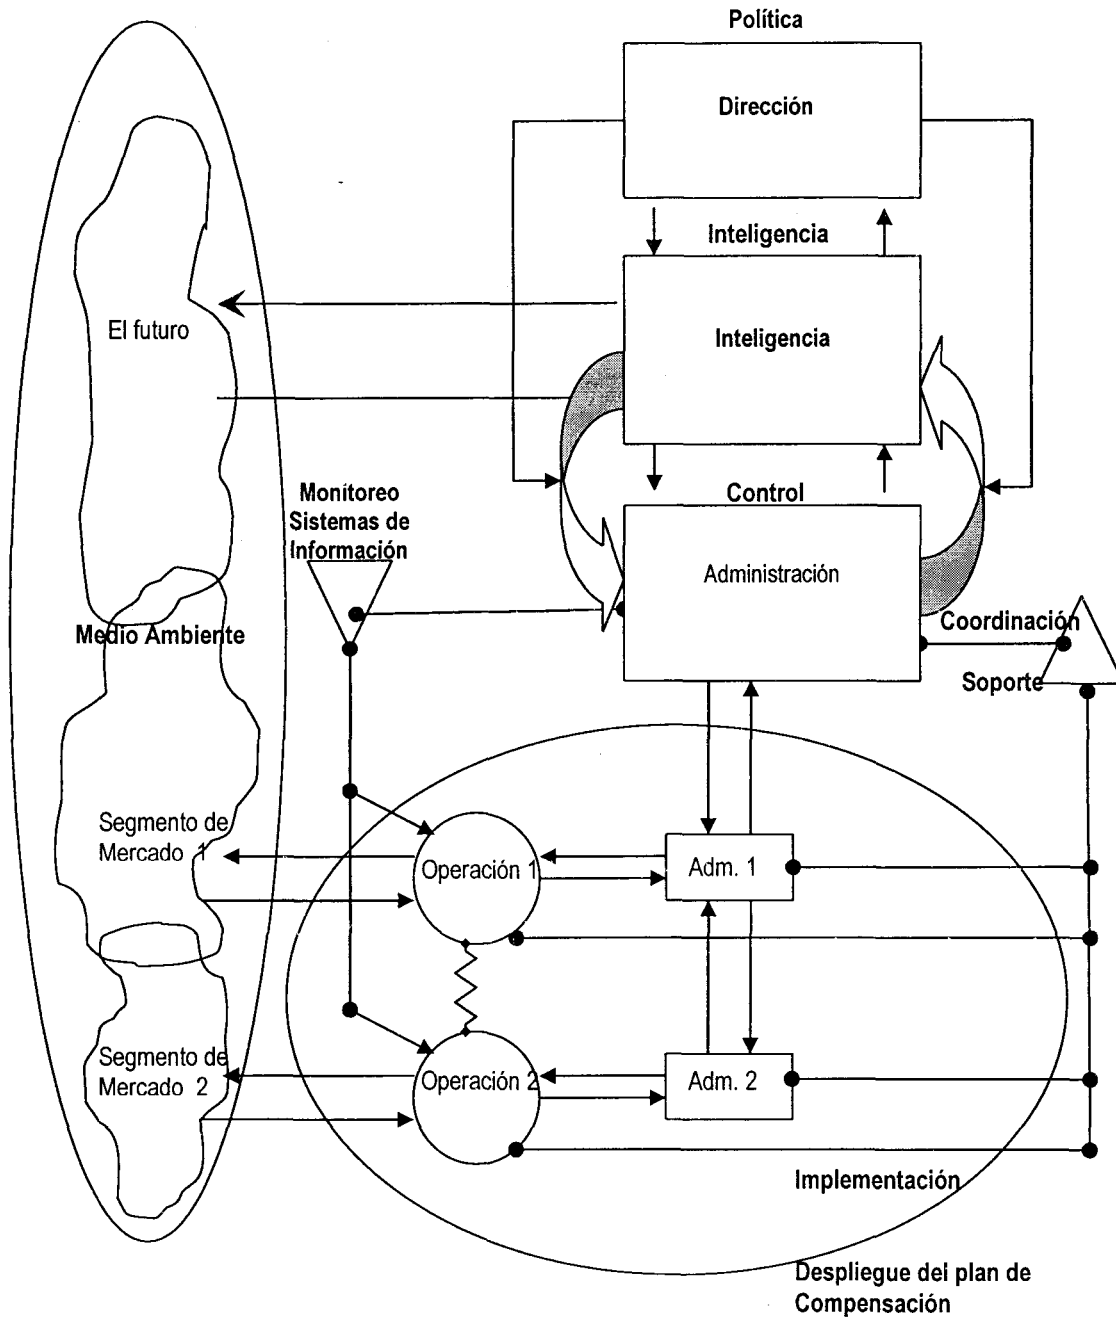 Política
Dirección
Inteligencia
El futuro
Inteligencia
Monítoreo
Sistemas de
Información
Control
Administración
Medio Ambiente
Coordinación
Soporte
Segmento de
Mercado 1
Operación 1
Adm. 1
Segmento de
Mercado 2
Operación 2
Adm. 2
Implementación
Despliegue del plan de
Compensación